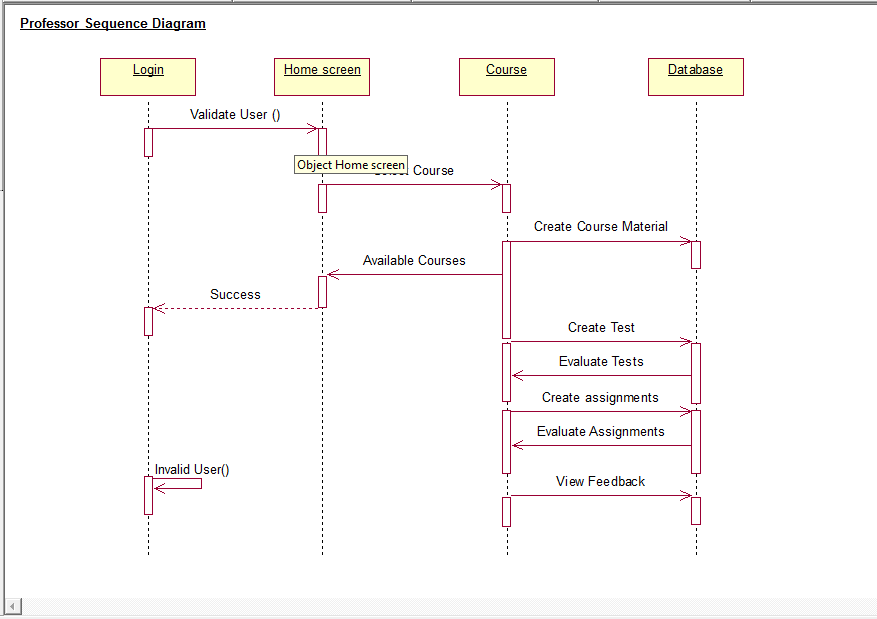 Professor Sequence Diagram
Login
Home screen
Course
Database
Validate User ()
Object Home screen
Course
Create Course Material
Available Courses
Success
Create Test
Evaluate Tests
Create assignments
Evaluate Assignments
Invalid User()
View Feedback